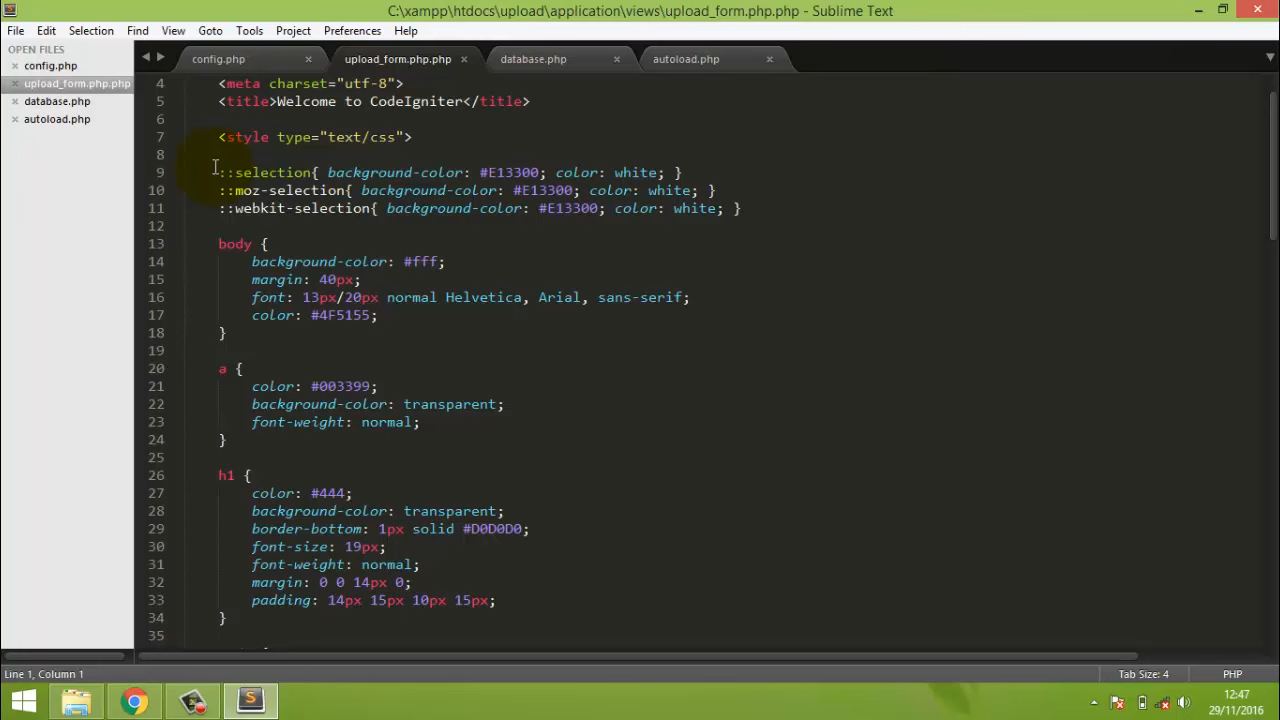 C:\xampp\htdocs\upload\application\views\upload_form.php.php - Sublime Text
File Edit Selection Find View Goto Tools Project Preferences Help
OPEN FILES
config.php
upload_form.php.php
database.php
autoload.php
config.php upload_form.php.php database.php autoload.php
4 <meta charset="utf-8">
5 <title>Welcome to CodeIgniter</title>
6
7 <style type="text/css">
8
9 ::selection{ background-color: #E13300; color: white; }
10 ::moz-selection{ background-color: #E13300; color: white; }
11 ::webkit-selection{ background-color: #E13300; color: white; }
12
13 body {
14 background-color: #fff;
15 margin: 40px;
16 font: 13px/20px normal Helvetica, Arial, sans-serif;
17 color: #4F5155;
18 }
19
20 a {
21 color: #003399;
22 background-color: transparent;
23 font-weight: normal;
24 }
25
26 h1 {
27 color: #444;
28 background-color: transparent;
29 border-bottom: 1px solid #D0D0D0;
30 font-size: 19px;
31 font-weight: normal;
32 margin: 0 0 14px 0;
33 padding: 14px 15px 10px 15px;
34 }
35
Line 1, Column 1 Tab Size: 4 PHP
12:47
29/11/2016